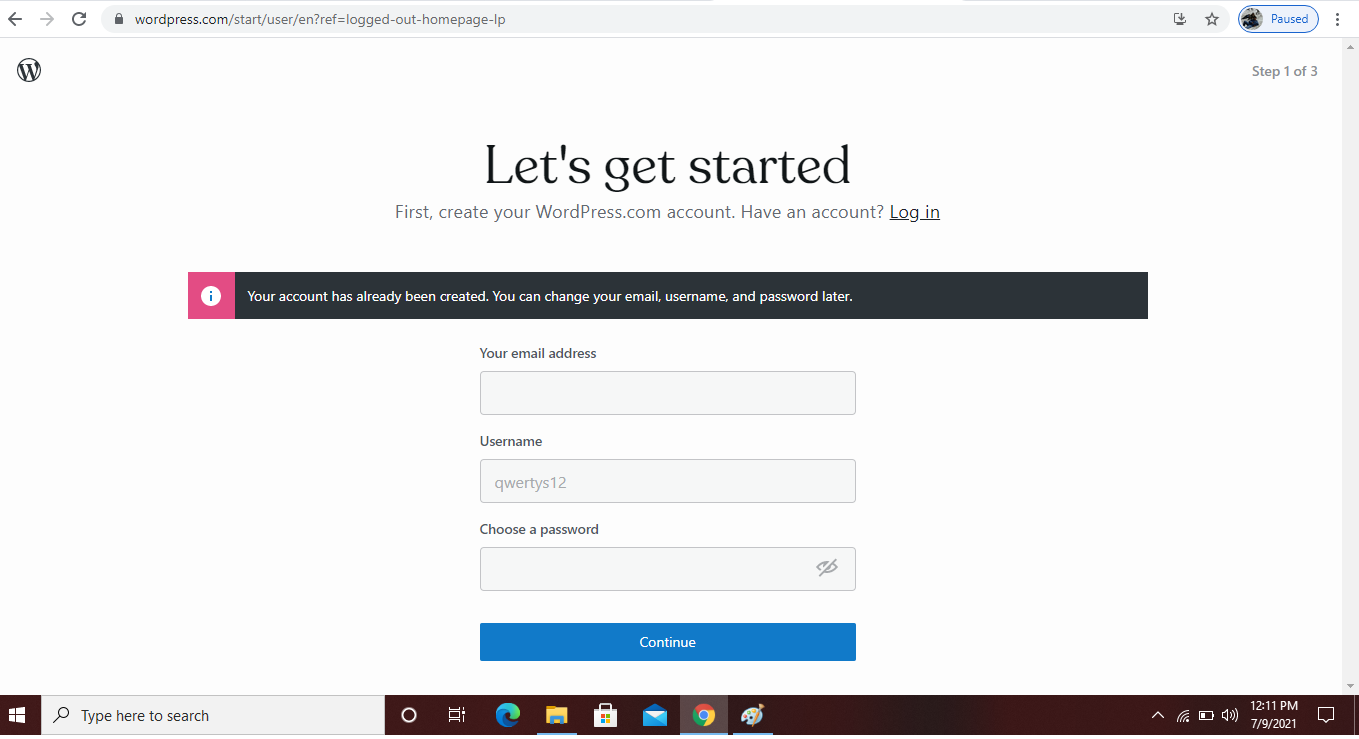 wordpress.com/start/user/en?ref=logged-out-homepage-lp
Paused
Step 1 of 3
Let's get started
First, create your WordPress.com account. Have an account? Log in
Your account has already been created. You can change your email, username, and password later.
Your email address
Username
qwertys12
Choose a password
Continue
Type here to search
12:11 PM
7/9/2021